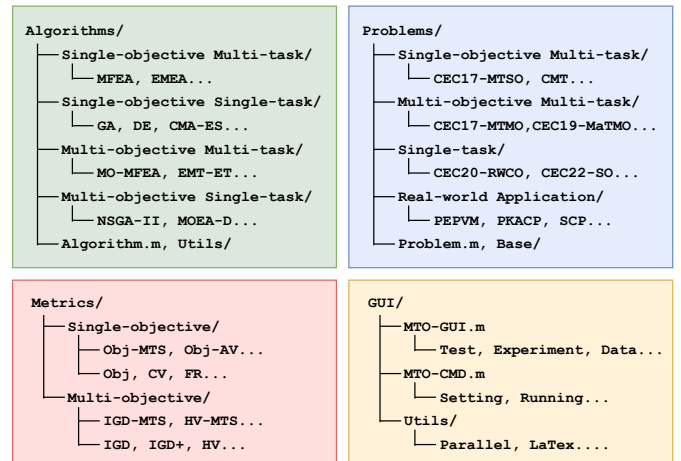 Algorithms/
Single-objective Multi-task/
MFEA, EMEA...
Single-objective Single-task/
GA, DE, CMA-ES...
Multi-objective Multi-task/
MO-MFEA, EMT-ET...
Multi-objective Single-task/
NSGA-II, MOEA-D...
Algorithm.m, Utils/
Problems/
Single-objective Multi-task/
CEC17-MTSO, CMT...
Multi-objective Multi-task/
CEC17-MTMO,CEC19-MaTMO...
Single-task/
CEC20-RWCO, CEC22-SO...
Real-world Application/
PEPVM, PKACP, SCP...
Problem.m, Base/
Metrics/
Single-objective/
Obj-MTS, Obj-AV...
Obj, CV, FR...
Multi-objective/
IGD-MTS, HV-MTS...
IGD, IGD+, HV...
GUI/
MTO-GUI.m
Test, Experiment, Data...
MTO-CMD.m
Setting, Running...
Utils/
Parallel, LaTex....